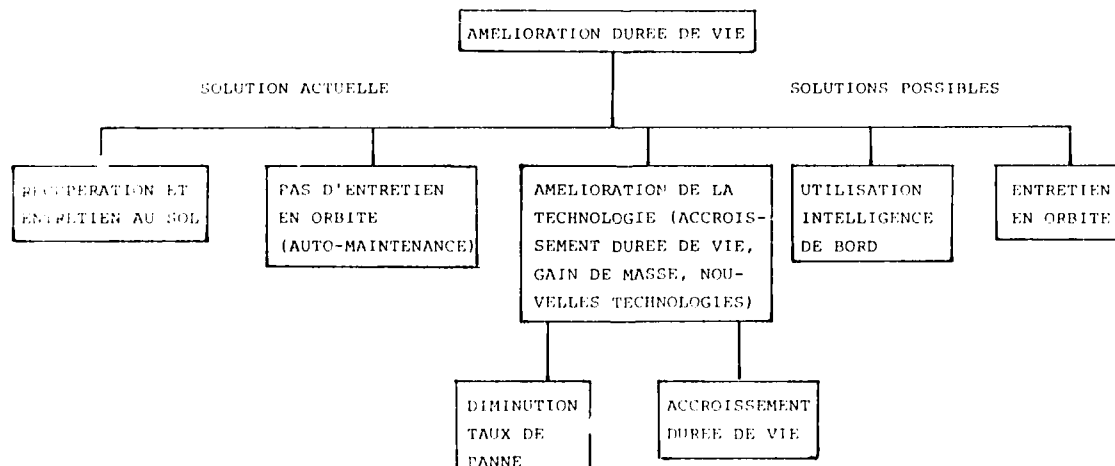 AMELIORATION DUREE DE VIE
SOLUTION ACTUELLE
SOLUTIONS POSSIBLES
RECUPERATION ET
ENTRETIEN AU SOL
PAS D'ENTRETIEN
EN ORBITE
(AUTO-MAINTENANCE)
AMELIORATION DE LA
TECHNOLOGIE (ACCROIS-
SEMENT DUREE DE VIE,
GAIN DE MASSE, NOU-
VELLES TECHNOLOGIES)
UTILISATION
INTELLIGENCE
DE BORD
ENTRETIEN
EN ORBITE
DIMINUTION
TAUX DE
PANNE
ACCROISSEMENT
DUREE DE VIE